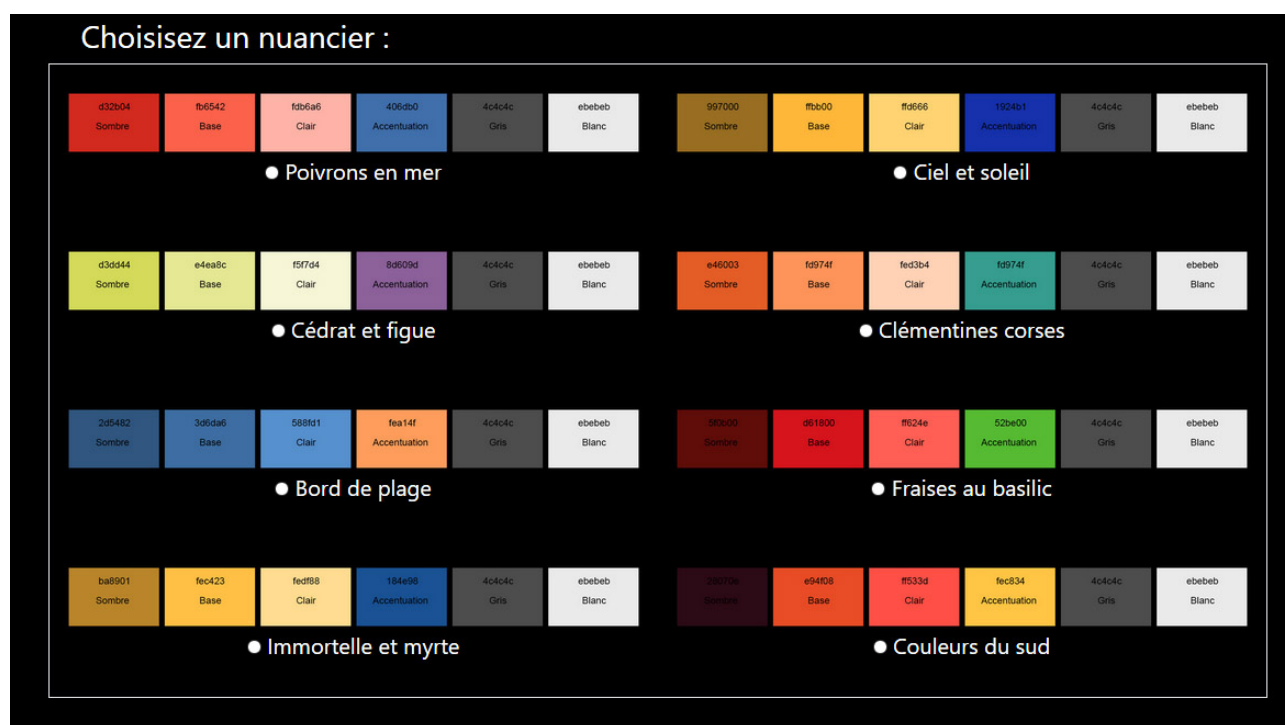 Choisisez un nuancier :
d32b04 fb6542 fdb6a6 406db0 4c4c4c ebebeb
Sombre Base Clair Accentuation Gris Blanc
Poivrons en mer
997000 ffbb00 ffd666 1924b1 4c4c4c ebebeb
Sombre Base Clair Accentuation Gris Blanc
Ciel et soleil
d3dd44 e4ea8c f5f7d4 8d609d 4c4c4c ebebeb
Sombre Base Clair Accentuation Gris Blanc
Cédrat et figue
e46003 fd974f fed3b4 fd974f 4c4c4c ebebeb
Sombre Base Clair Accentuation Gris Blanc
Clémentines corses
2d5482 3d6da6 588fd1 fea14f 4c4c4c ebebeb
Sombre Base Clair Accentuation Gris Blanc
Bord de plage
5f0b00 d61800 ff624e 52be00 4c4c4c ebebeb
Sombre Base Clair Accentuation Gris Blanc
Fraises au basilic
ba8901 fec423 fedf88 184e98 4c4c4c ebebeb
Sombre Base Clair Accentuation Gris Blanc
Immortelle et myrte
e94f08 ff533d fec834 4c4c4c ebebeb
Sombre Base Clair Accentuation Gris Blanc
Couleurs du sud